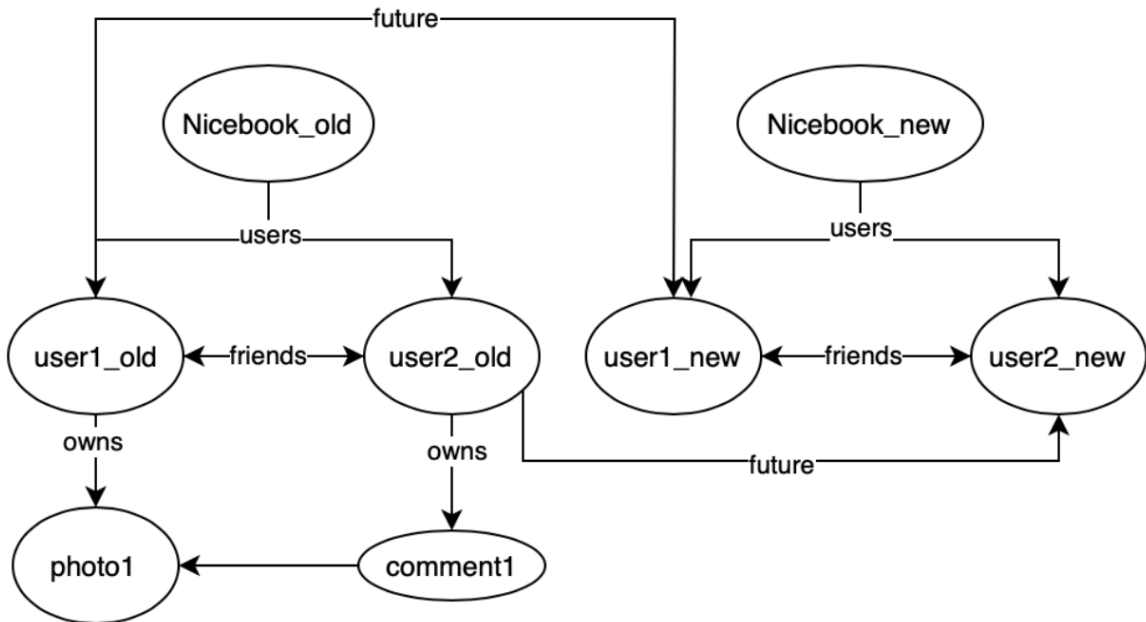 future
Nicebook_old
Nicebook_new
users
users
user1_old
friends
user2_old
user1_new
friends
user2_new
owns
owns
future
photo1
comment1